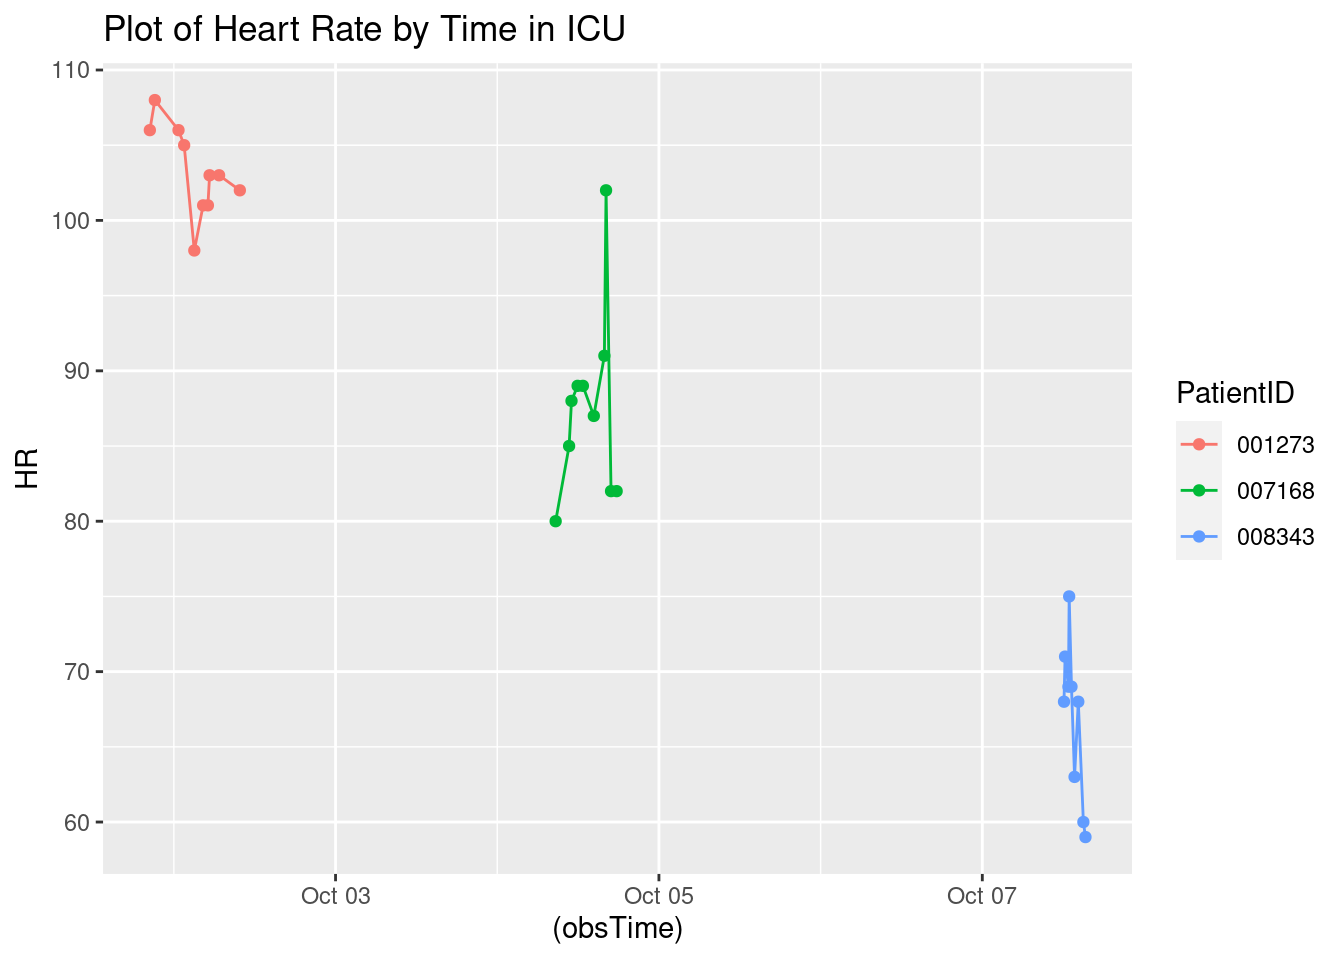 Plot of Heart Rate by Time in ICU
110
100
90
80
70
60
HR
Oct 03
Oct 05
Oct 07
(obsTime)
PatientID
001273
007168
008343